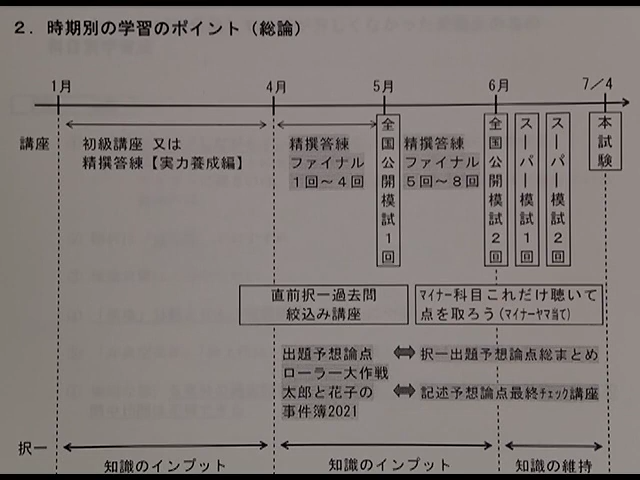 ２．時期別の学習のポイント（総論）
１月
４月
５月
６月
７／４
講座
初級講座 又は
精撰答練【実力養成編】
精撰答練
ファイナル
１回～４回
全国公開模試１回
精撰答練
ファイナル
５回～８回
全国公開模試２回
スーパー模試１回
スーパー模試２回
本試験
直前択一過去問
絞込み講座
ﾏｲﾅｰ科目これだけ聴いて
点を取ろう(ﾏｲﾅｰﾔﾏ当て)
出題予想論点
ローラー大作戦
択一出題予想論点総まとめ
太郎と花子の
事件簿2021
記述予想論点最終ﾁｪｯｸ講座
択一
知識のインプット
知識のインプット
知識の維持